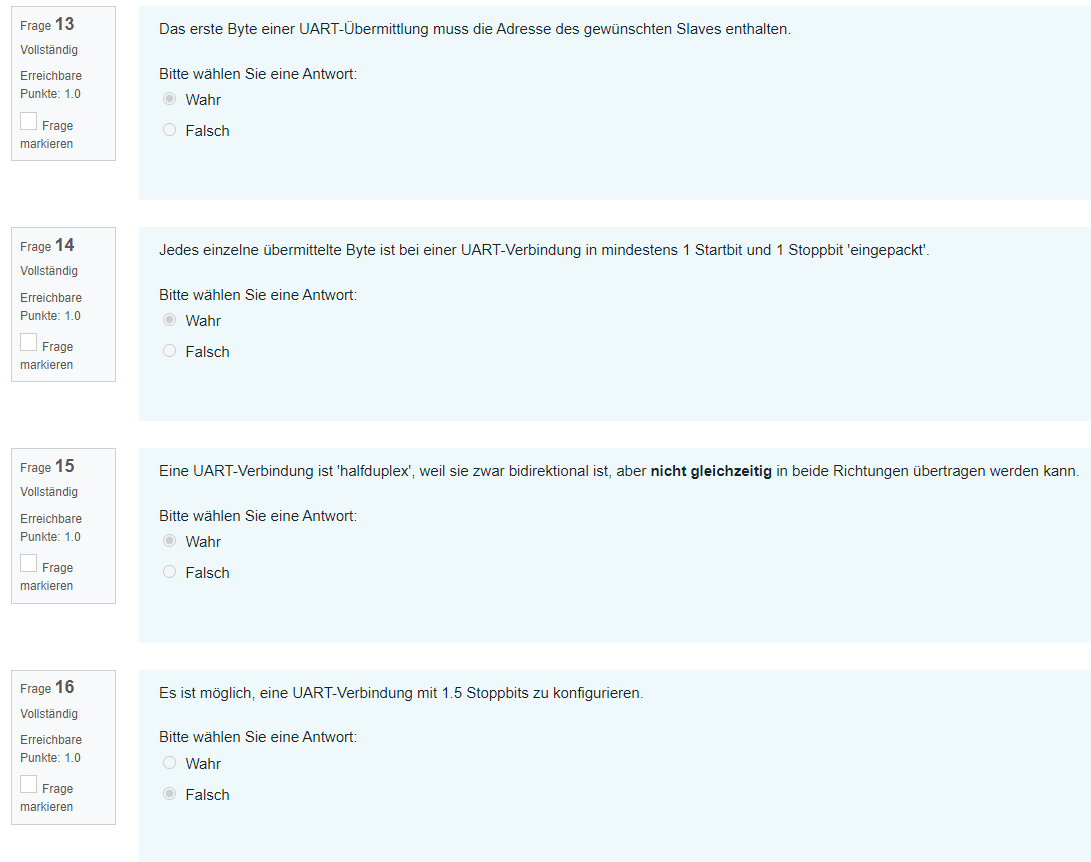 Frage 13
Vollständig
Erreichbare
Punkte: 1.0
Frage
markieren
Das erste Byte einer UART-Übermittlung muss die Adresse des gewünschten Slaves enthalten.
Bitte wählen Sie eine Antwort:
Wahr
Falsch
Frage 14
Vollständig
Erreichbare
Punkte: 1.0
Frage
markieren
Jedes einzelne übermittelte Byte ist bei einer UART-Verbindung in mindestens 1 Startbit und 1 Stoppbit 'eingepackt'.
Bitte wählen Sie eine Antwort:
Wahr
Falsch
Frage 15
Vollständig
Erreichbare
Punkte: 1.0
Frage
markieren
Eine UART-Verbindung ist 'halfduplex', weil sie zwar bidirektional ist, aber nicht gleichzeitig in beide Richtungen übertragen werden kann.
Bitte wählen Sie eine Antwort:
Wahr
Falsch
Frage 16
Vollständig
Erreichbare
Punkte: 1.0
Frage
markieren
Es ist möglich, eine UART-Verbindung mit 1.5 Stoppbits zu konfigurieren.
Bitte wählen Sie eine Antwort:
Wahr
Falsch